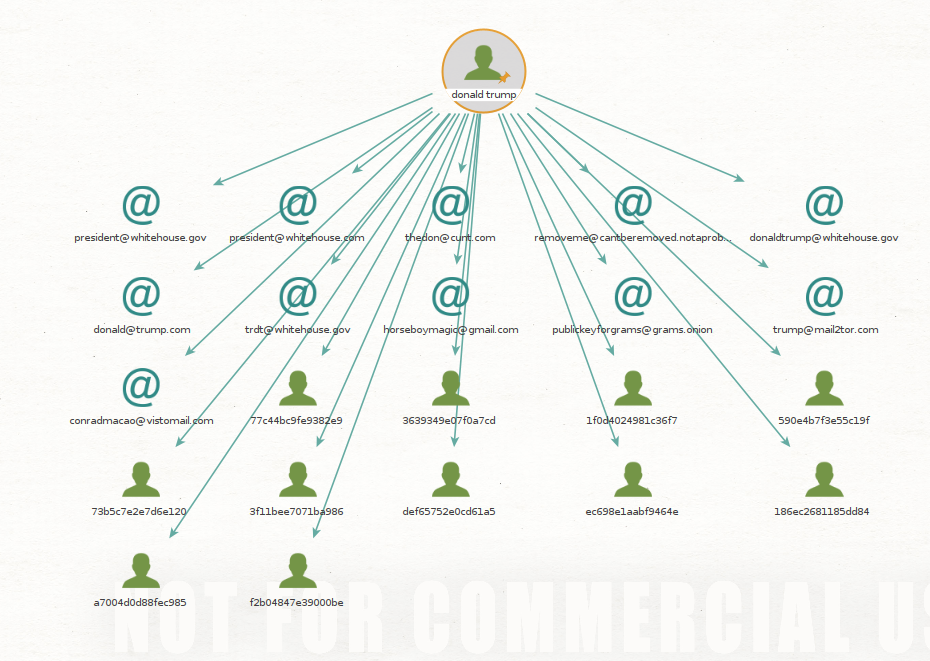 donald trump
president@whitehouse.gov
president@whitehouse.com
thedon@cunt.com
removeme@cantberemoved.notaprob...
donaldtrump@whitehouse.gov
donald@trump.com
trdt@whitehouse.gov
horseboymagic@gmail.com
publickeyforgrams@grams.onion
trump@mail2tor.com
conradmacao@vistomail.com
77c44bc9fe9382e9
3639349e07f0a7cd
1f0d4024981c36f7
590e4b7f3e55c19f
73b5c7e2e7d6e120
3f11bee7071ba986
def65752e0cd61a5
ec698e1aabf9464e
186ec2681185dd84
a7004d0d88fec985
f2b04847e39000be
NOT FOR COMMERCIAL US